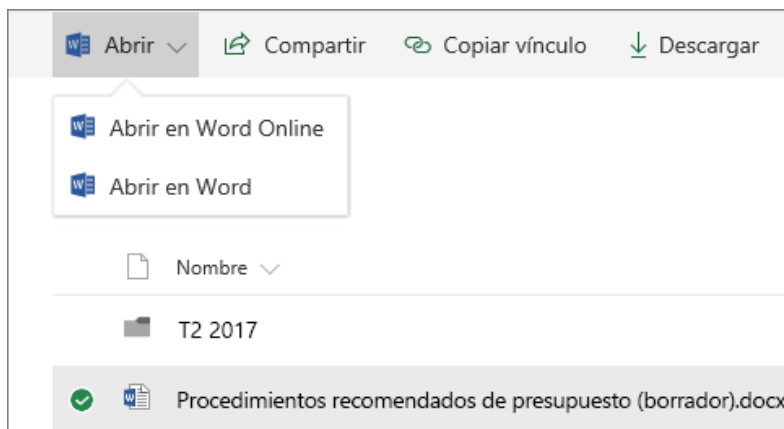 Abrir Compartir Copiar vínculo Descargar
Abrir en Word Online
Abrir en Word
Nombre
T2 2017
Procedimientos recomendados de presupuesto (borrador).docx